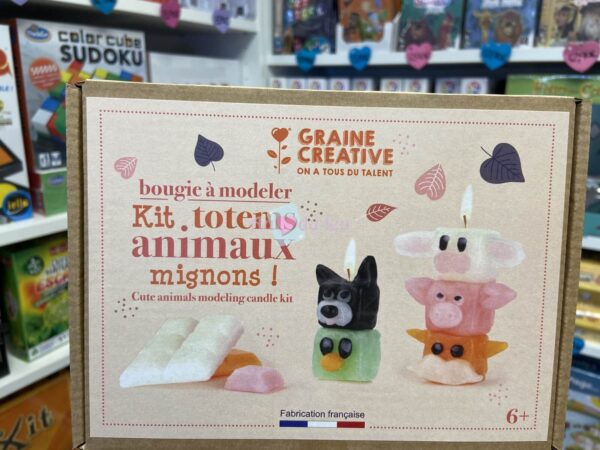 color cube
SUDOKU
GRAINE
CREATIVE
ON A TOUS DU TALENT
bougie à modeler
Kit totems
animaux
mignons !
Cute animals modeling candle kit
Fabrication française
6+